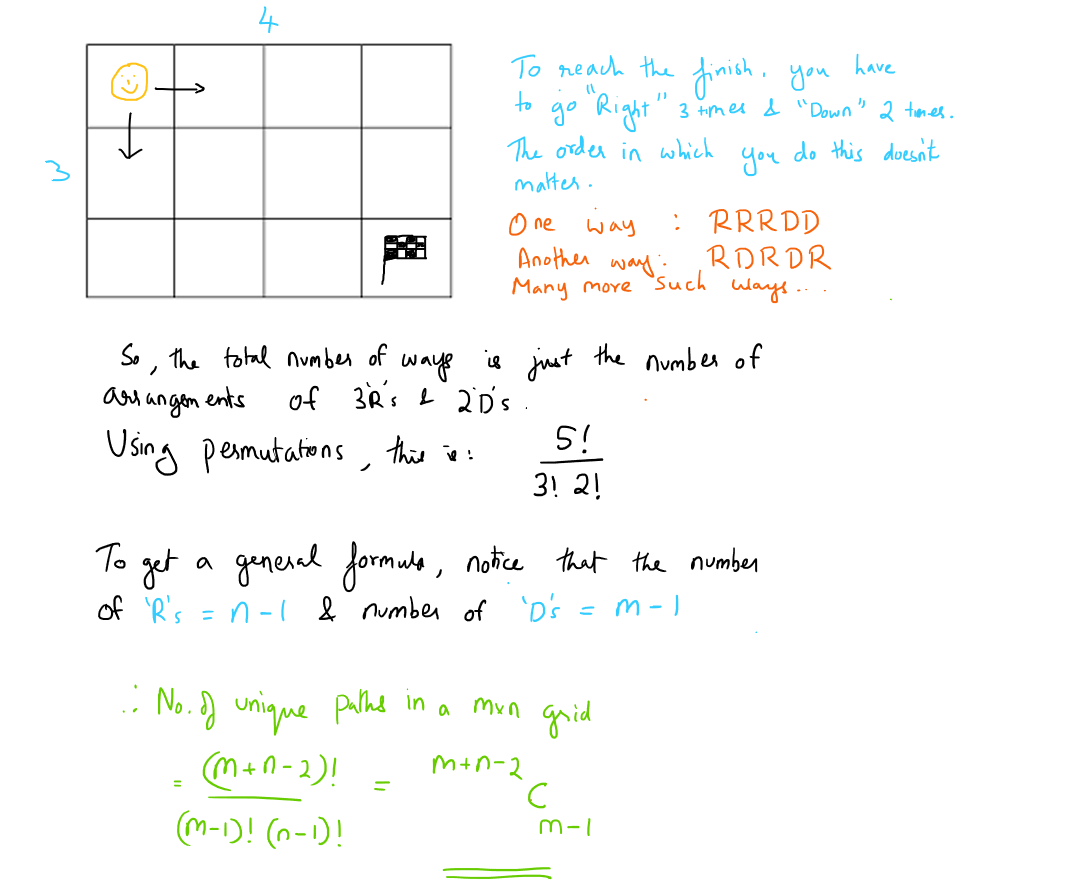 4
3
To reach the finish, you have
to go "Right" 3 times & "Down" 2 times.
The order in which you do this doesn't
matter.
One way : RRRDD
Another way: RDRDR
Many more such ways...
So, the total number of ways is just the number of
arrangements of 3 'R's & 2 'D's.
Using permutations, this is:
5!
3! 2!
To get a general formula, notice that the number
of 'R's = n-1 & number of 'D's = m-1
∴ No. of unique paths in a mxn grid
= (m+n-2)! = m+n-2
C
(m-1)! (n-1)! m-1